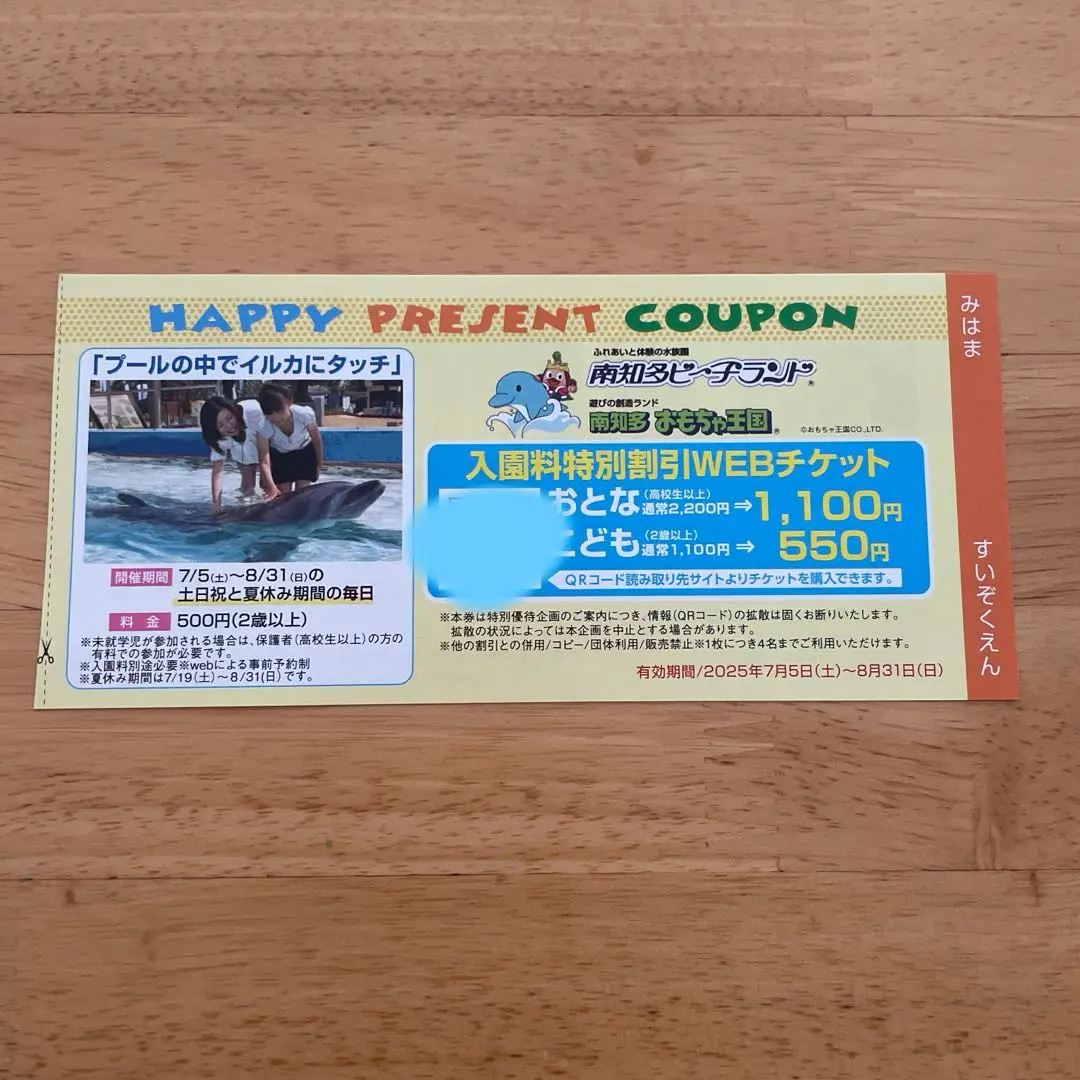 HAPPY PRESENT COUPON
「プールの中でイルカにタッチ」
開催期間 7/5(土)〜8/31(日)の
土日祝と夏休み期間の毎日
料金 500円(2歳以上)
※未就学児が参加される場合は、保護者(高校生以上)の方の
有料での参加が必要です。
※入園料別途必要※webによる事前予約制
※夏休み期間は7/19(土)〜8/31(日)です。
ふれあいと体験の水族館
南知多ビーチランド®
遊びの創造ランド
南知多おもちゃ王国®
©おもちゃ王国CO.,LTD.
入園料特別割引WEBチケット
おとな(高校生以上)通常2,200円⇒1,100円
こども(2歳以上)通常1,100円⇒550円
QRコード読み取り先サイトよりチケットを購入できます。
※本券は特別優待企画のご案内につき、情報(QRコード)の拡散は固くお断りいたします。
拡散の状況によっては本企画を中止とする場合があります。
※他の割引との併用/コピー/団体利用/販売禁止※1枚につき4名までご利用いただけます。
有効期間/2025年7月5日(土)〜8月31日(日)
みはま
すいぞくえん